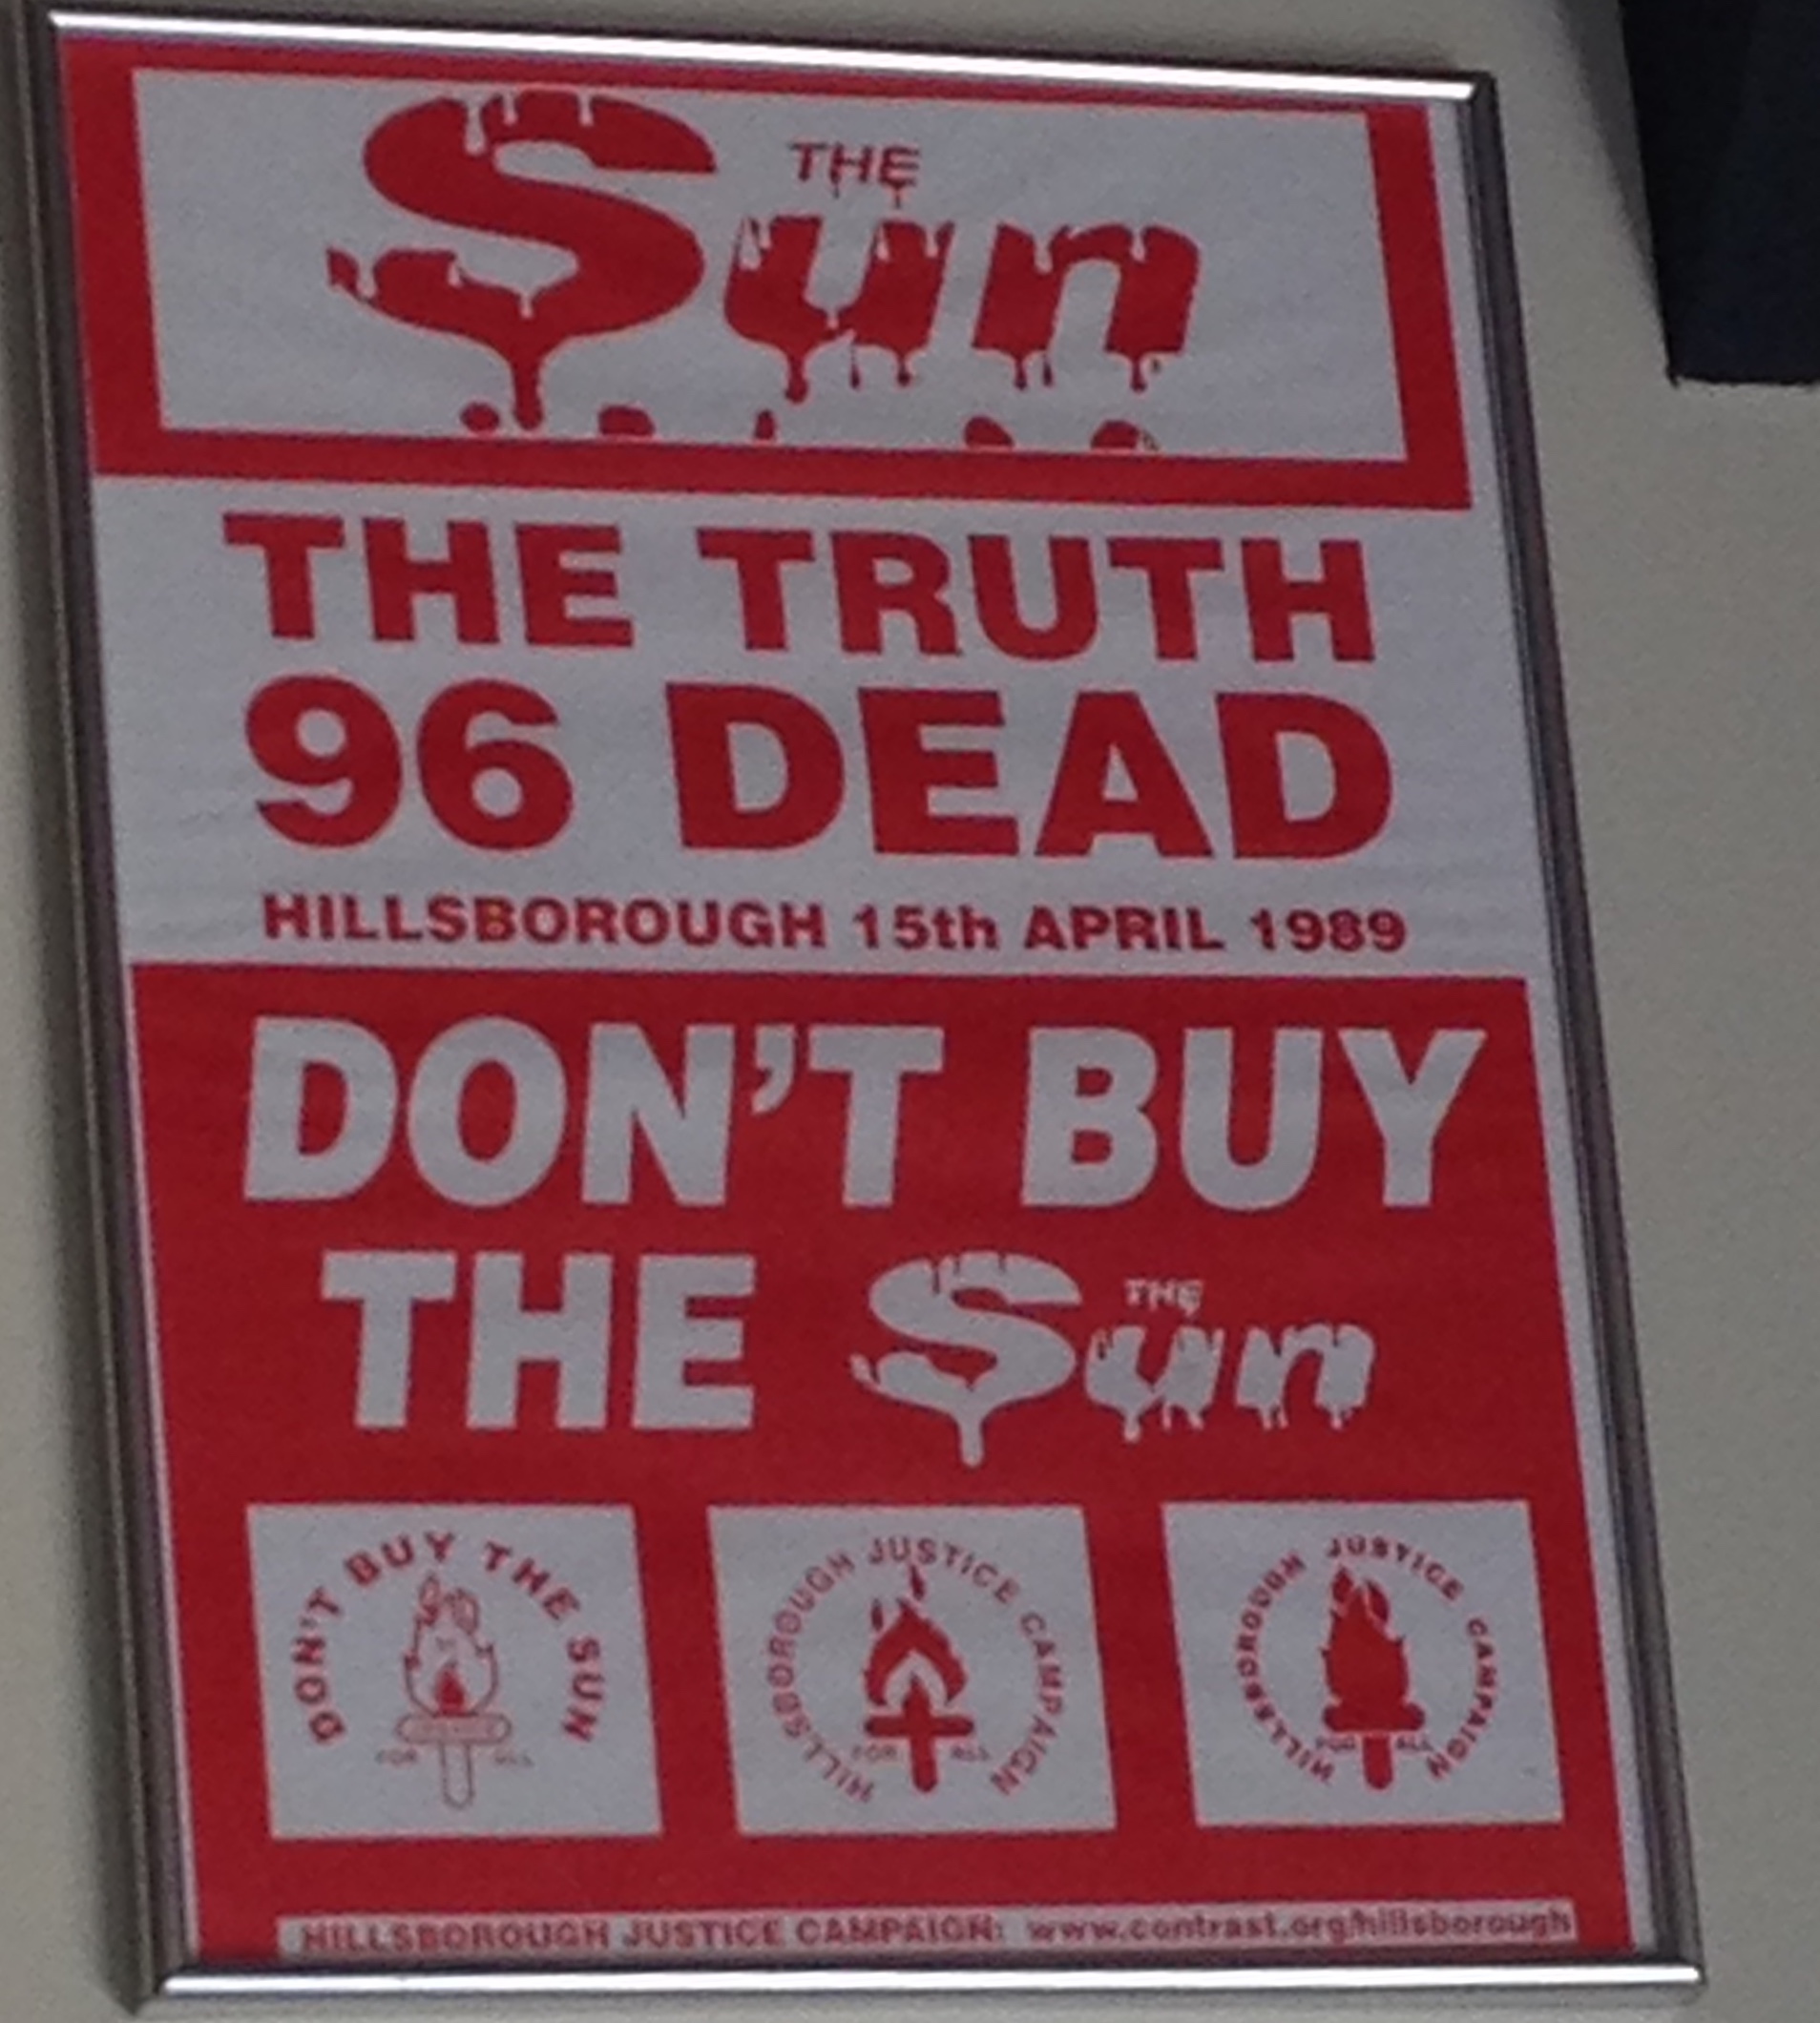 THE
Sun
THE TRUTH
96 DEAD
HILLSBOROUGH 15th APRIL 1989
DON'T BUY
THE THE Sun
DON'T BUY THE SUN
FOR ALL
HILLSBOROUGH JUSTICE CAMPAIGN
FOR ALL
HILLSBOROUGH JUSTICE CAMPAIGN
FOR ALL
HILLSBOROUGH JUSTICE CAMPAIGN: www.contrast.org/hillsborough